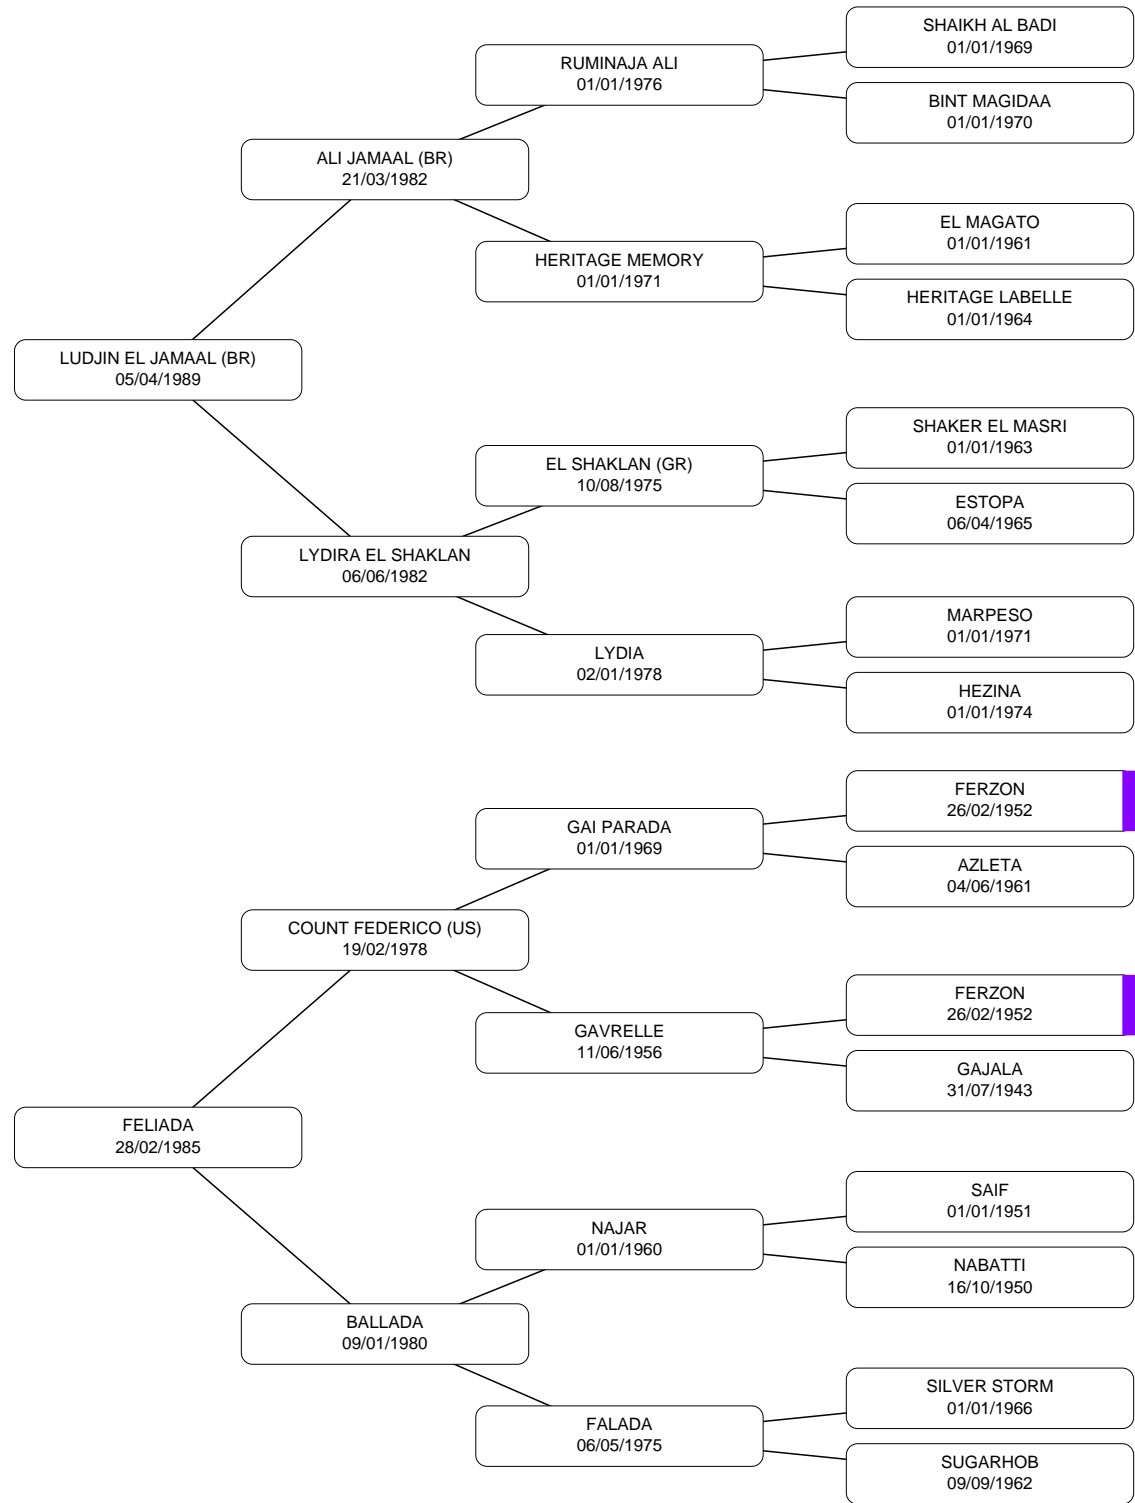 SHAIKH AL BADI
01/01/1969
RUMINAJA ALI
01/01/1976
BINT MAGIDAA
01/01/1970
ALI JAMAAL (BR)
21/03/1982
EL MAGATO
01/01/1961
HERITAGE MEMORY
01/01/1971
HERITAGE LABELLE
01/01/1964
LUDJIN EL JAMAAL (BR)
05/04/1989
SHAKER EL MASRI
01/01/1963
EL SHAKLAN (GR)
10/08/1975
ESTOPA
06/04/1965
LYDIRA EL SHAKLAN
06/06/1982
MARPESO
01/01/1971
LYDIA
02/01/1978
HEZINA
01/01/1974
FERZON
26/02/1952
GAI PARADA
01/01/1969
AZLETA
04/06/1961
COUNT FEDERICO (US)
19/02/1978
FERZON
26/02/1952
GAVRELLE
11/06/1956
GAJALA
31/07/1943
FELIADA
28/02/1985
SAIF
01/01/1951
NAJAR
01/01/1960
NABATTI
16/10/1950
BALLADA
09/01/1980
SILVER STORM
01/01/1966
FALADA
06/05/1975
SUGARHOB
09/09/1962